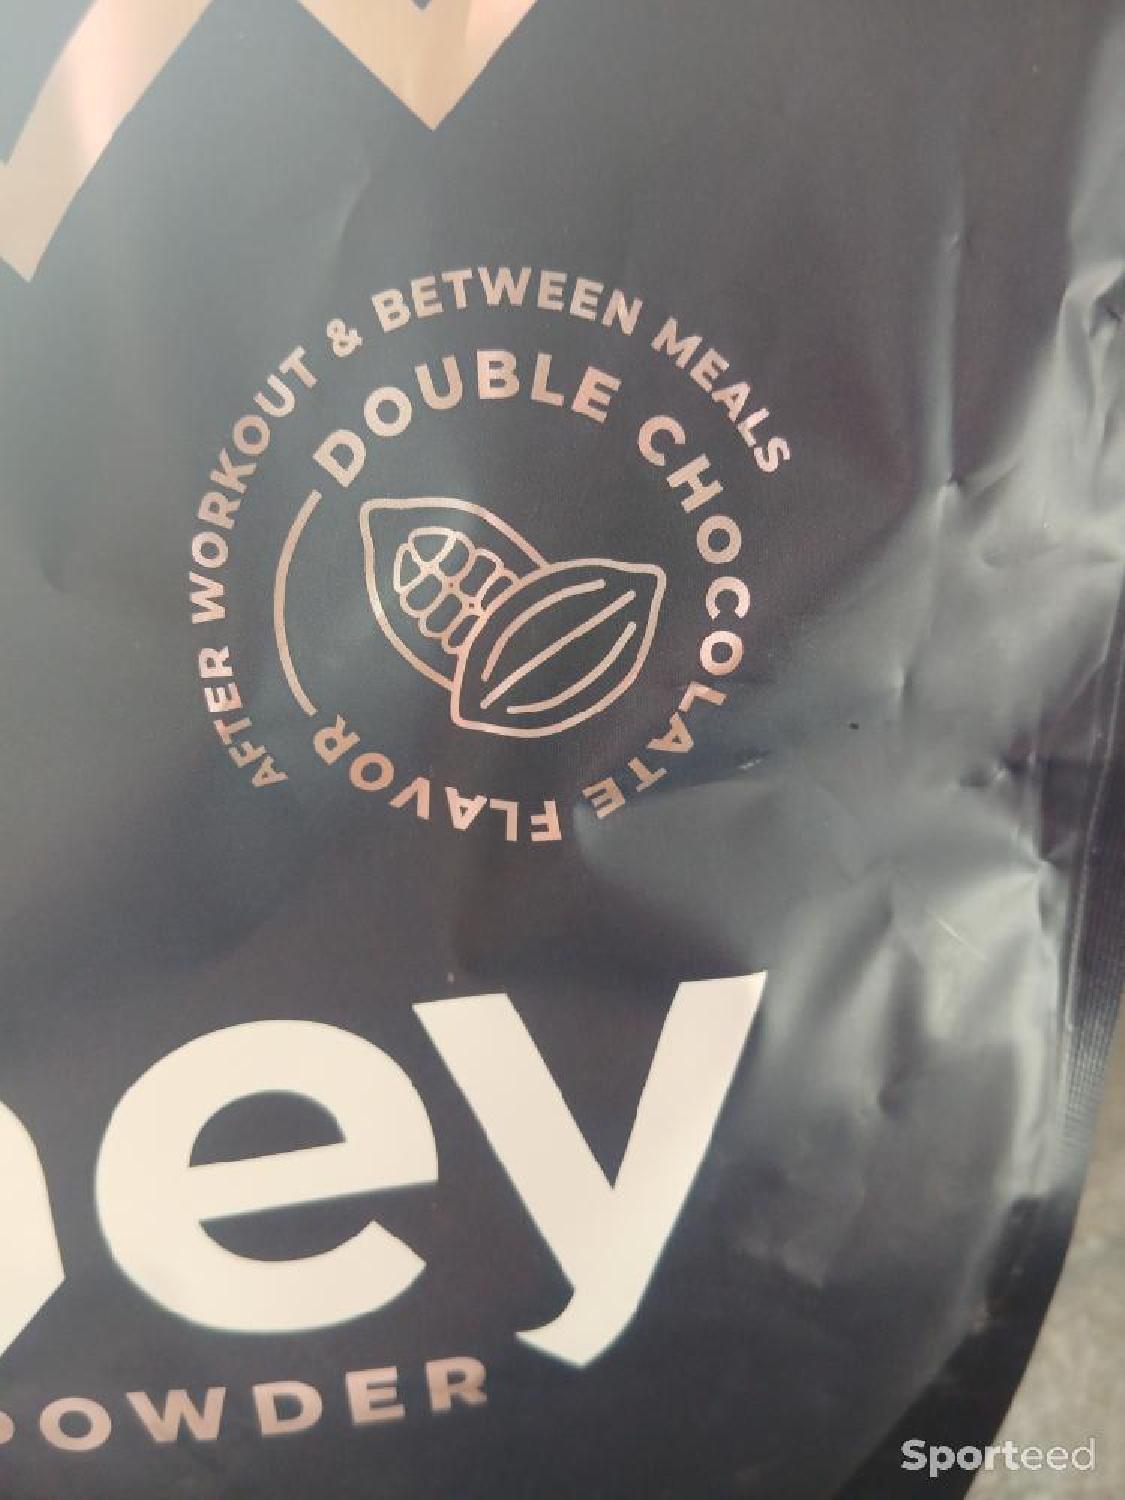 AFTER WORKOUT & BETWEEN MEALS
DOUBLE CHOCOLATE FLAVOR
ey
OWDER
Sporteed